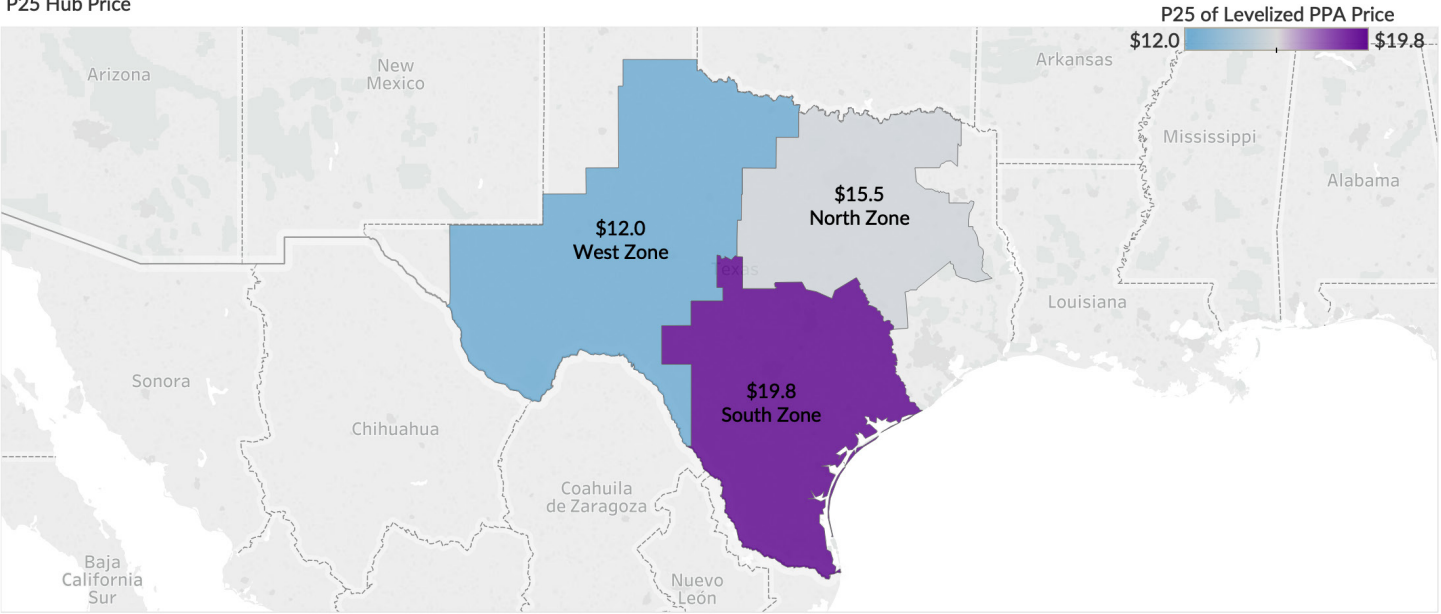 P25 Hub Price
P25 of Levelized PPA Price
$12.0
$19.8
Arizona
New
Mexico
Arkansas
Mississippi
Alabama
$15.5
North Zone
$12.0
West Zone
Texas
Louisiana
Sonora
Chihuahua
$19.8
South Zone
Coahuila
de Zaragoza
Baja
California
Sur
Nuevo
León